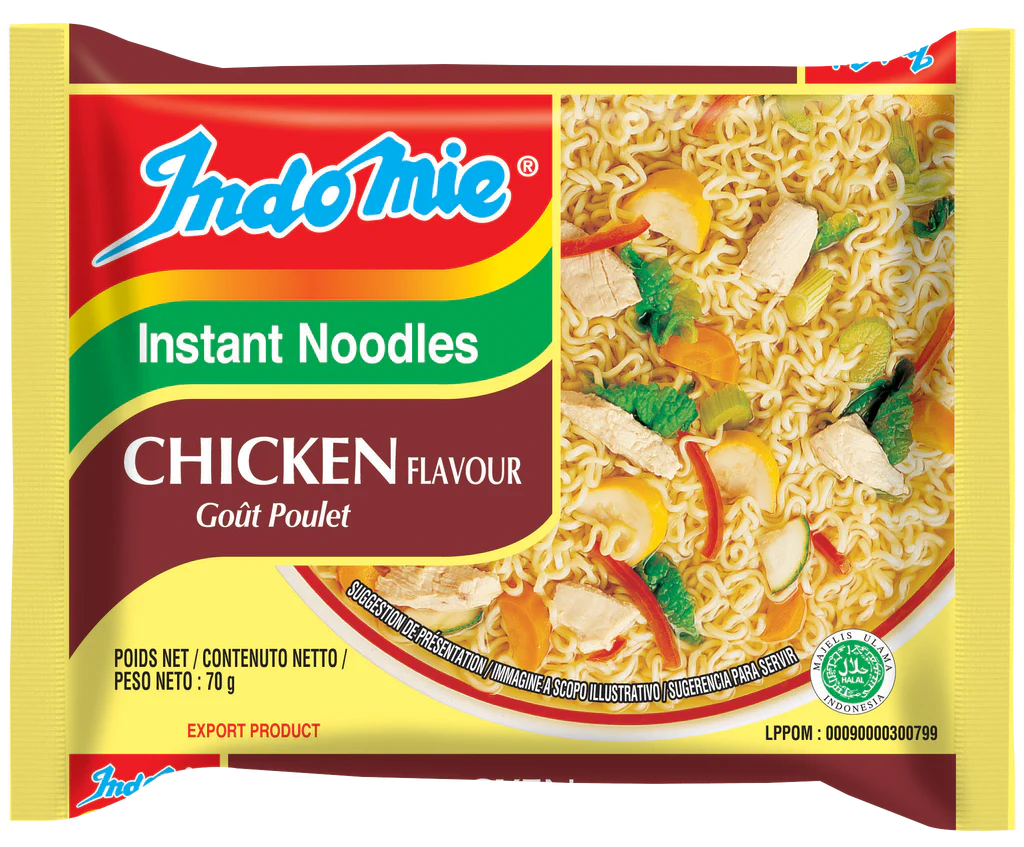 Indomie®
Instant Noodles
CHICKEN FLAVOUR
Goût Poulet
SUGGESTION DE PRÉSENTATION / IMMAGINE A SCOPO ILLUSTRATIVO / SUGERENCIA PARA SERVIR
POIDS NET / CONTENUTO NETTO /
PESO NETO : 70 g
EXPORT PRODUCT
MAJELIS ULAMA
حلال
HALAL
INDONESIA
LPPOM : 00090000300799